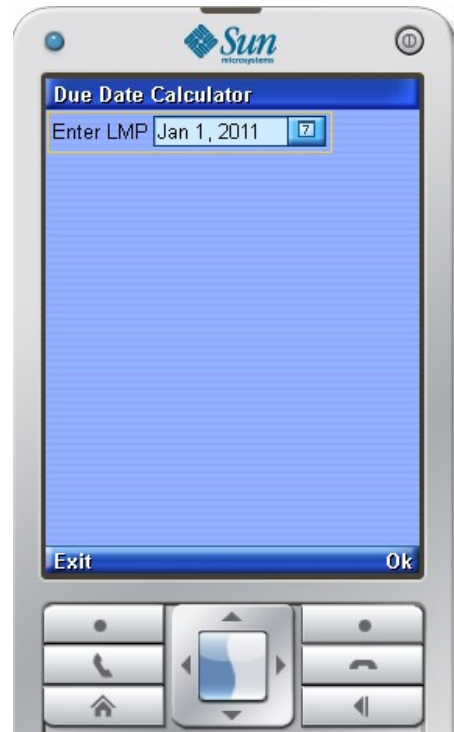 Sun
microsystems
Due Date Calculator
Enter LMP Jan 1, 2011 7
Exit Ok